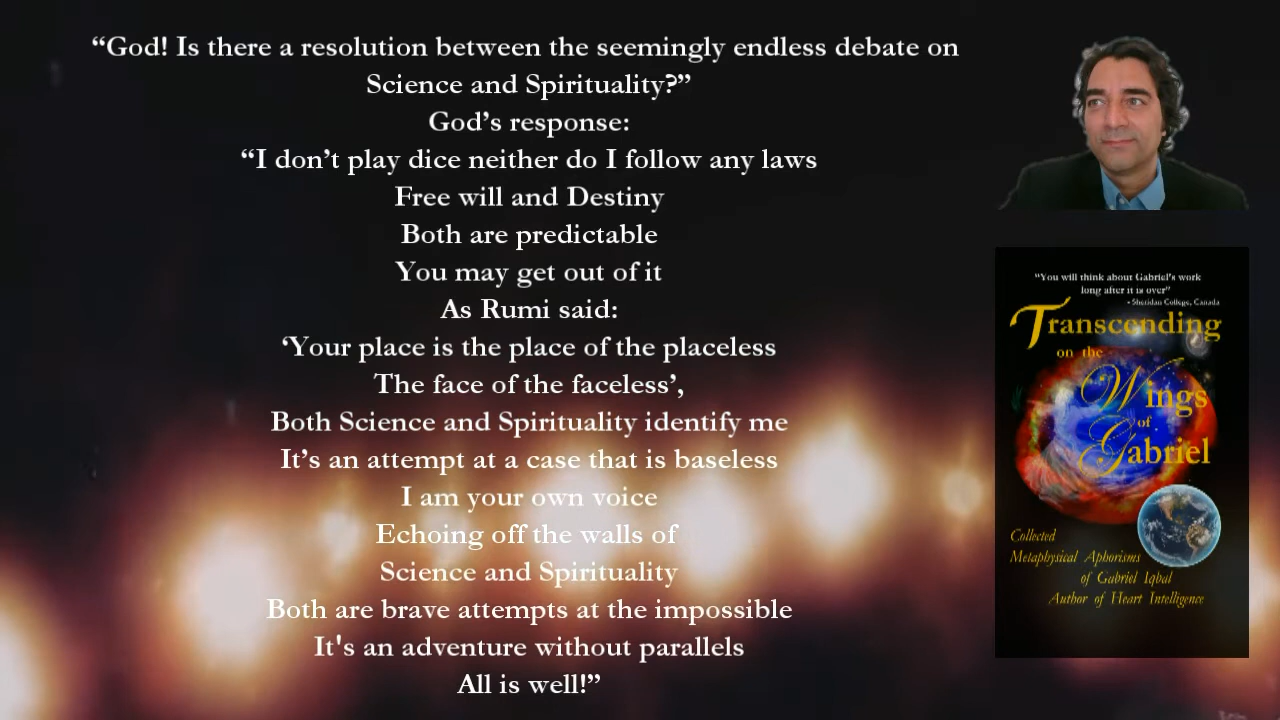 “God! Is there a resolution between the seemingly endless debate on
Science and Spirituality?”
God’s response:
“I don’t play dice neither do I follow any laws
Free will and Destiny
Both are predictable
You may get out of it
As Rumi said:
‘Your place is the place of the placeless
The face of the faceless’,
Both Science and Spirituality identify me
It’s an attempt at a case that is baseless
I am your own voice
Echoing off the walls of
Science and Spirituality
Both are brave attempts at the impossible
It's an adventure without parallels
All is well!”
“You will think about Gabriel’s work
long after it is over”
- Sheridan College, Canada
Transcending
on the
Wings
of
Gabriel
Collected
Metaphysical Aphorisms
of Gabriel Iqbal
Author of Heart Intelligence